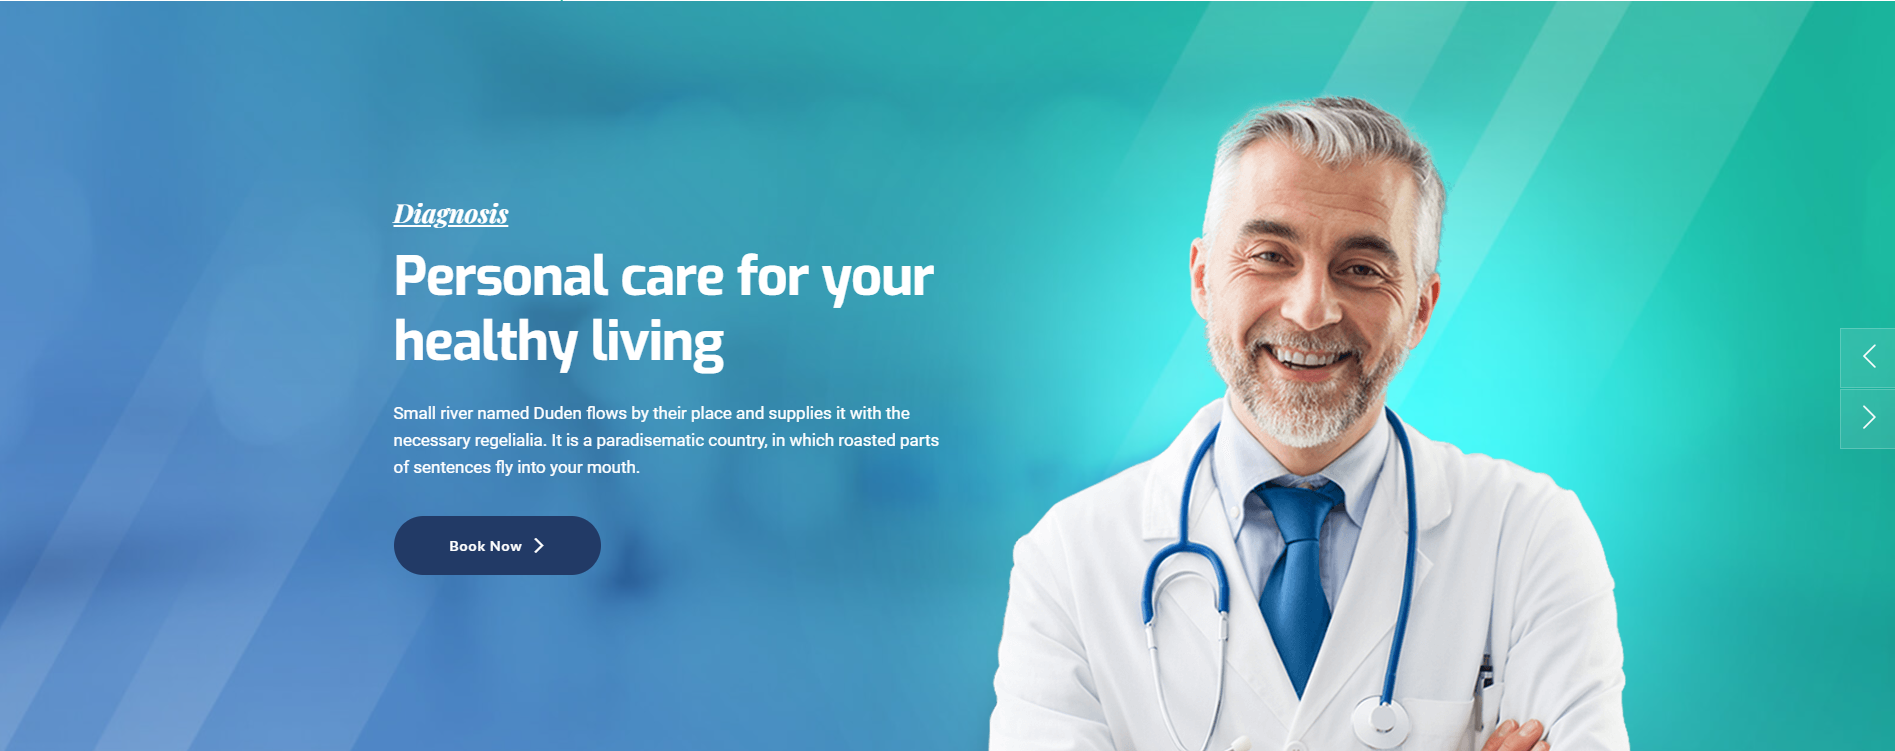 Diagnosis
Personal care for your
healthy living
Small river named Duden flows by their place and supplies it with the
necessary regelialia. It is a paradisematic country, in which roasted parts
of sentences fly into your mouth.
Book Now